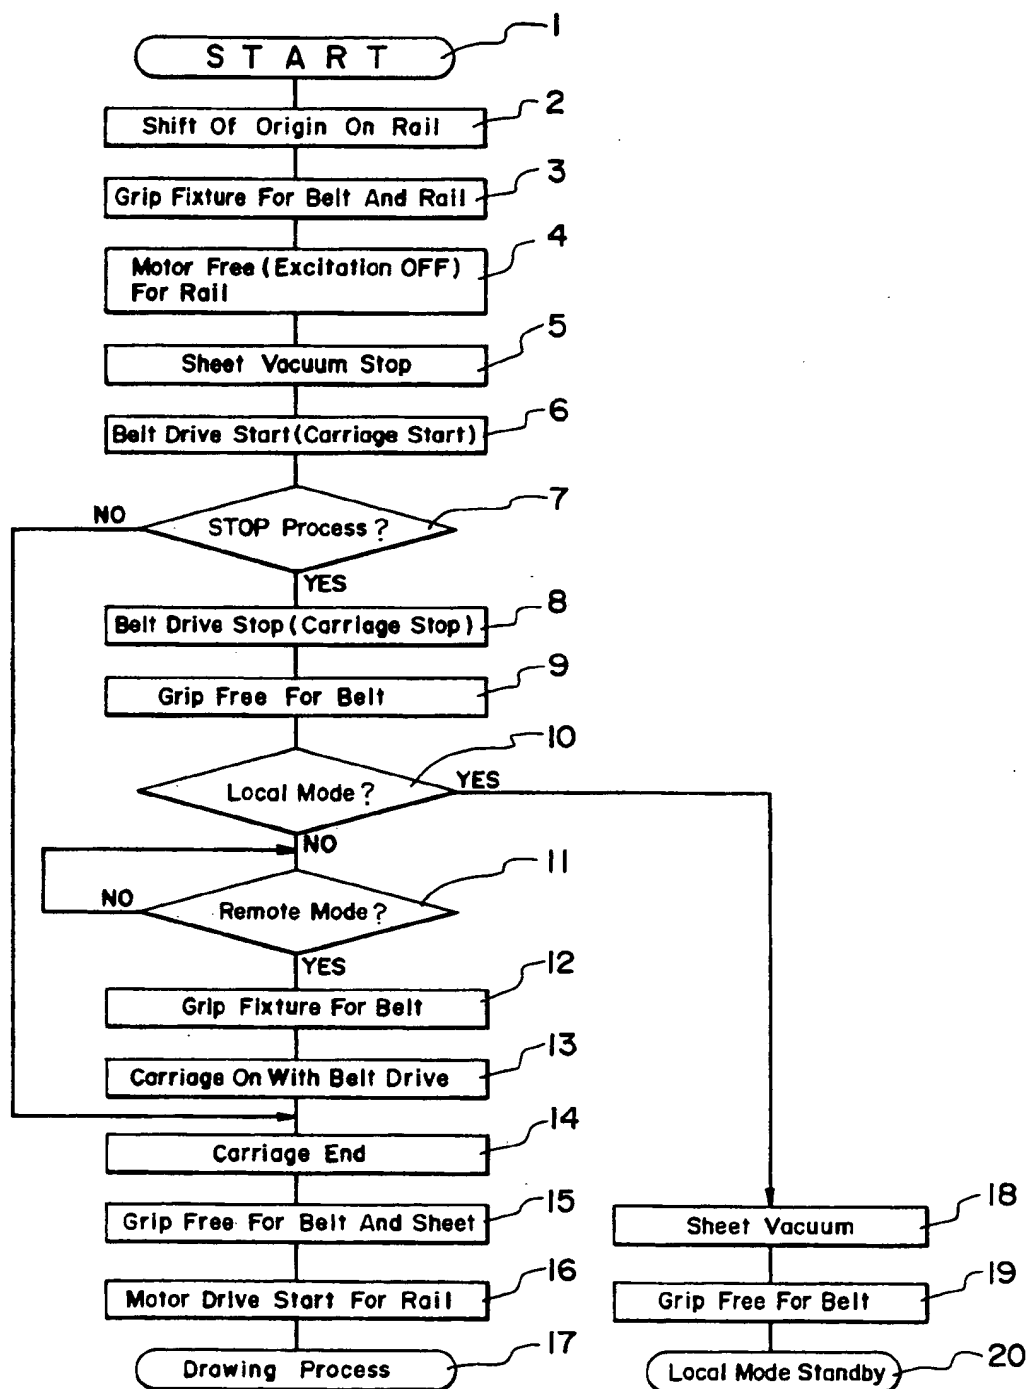 START
1
Shift Of Origin On Rail
2
Grip Fixture For Belt And Rail
3
Motor Free (Excitation OFF)
For Rail
4
Sheet Vacuum Stop
5
Belt Drive Start (Carriage Start)
6
STOP Process?
7
NO
YES
Belt Drive Stop (Carriage Stop)
8
Grip Free For Belt
9
Local Mode?
10
YES
NO
Remote Mode?
11
NO
YES
Grip Fixture For Belt
12
Carriage On With Belt Drive
13
Carriage End
14
Grip Free For Belt And Sheet
15
Motor Drive Start For Rail
16
Drawing Process
17
Sheet Vacuum
18
Grip Free For Belt
19
Local Mode Standby
20